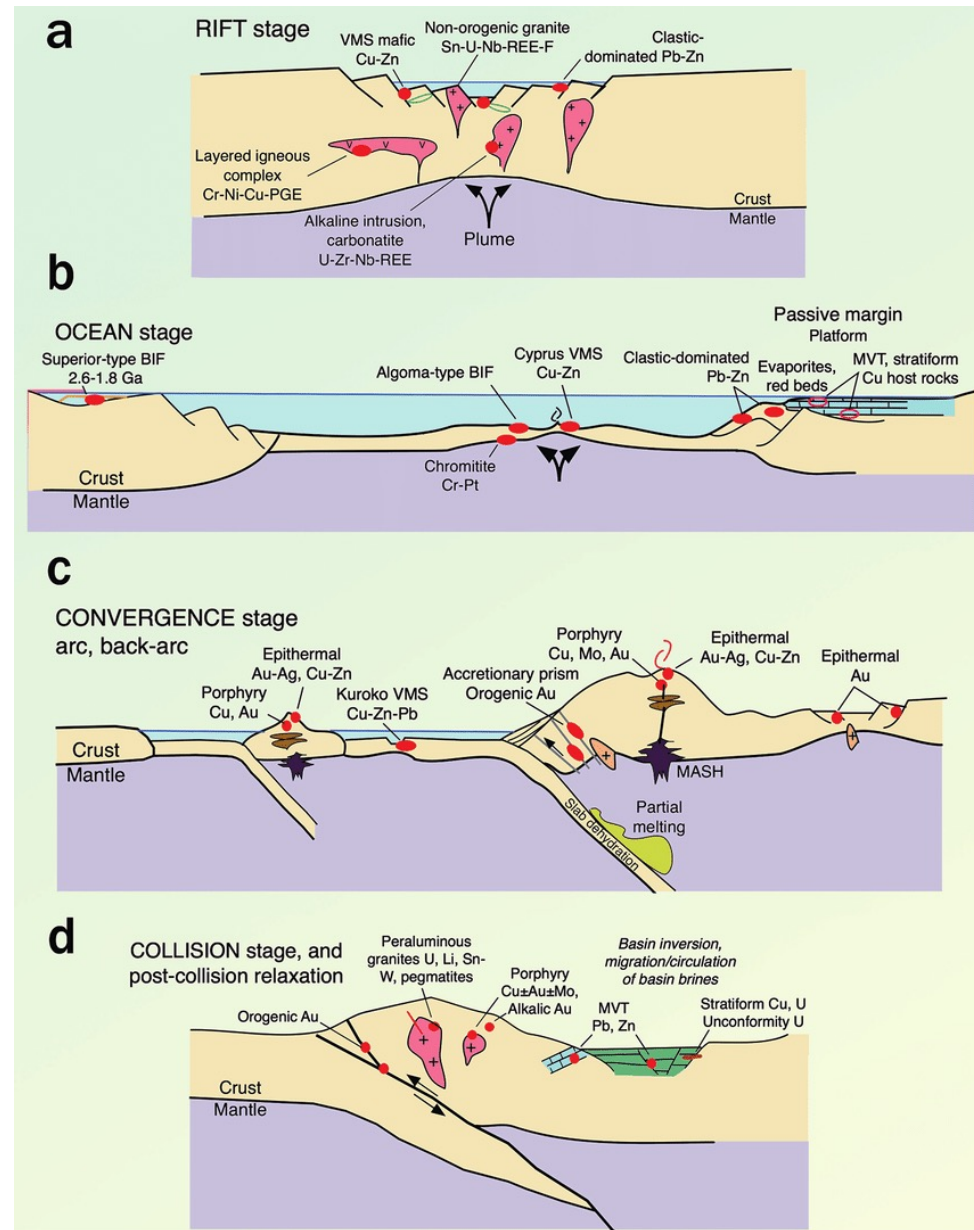 a
RIFT stage
VMS mafic
Cu-Zn
Non-orogenic granite
Sn-U-Nb-REE-F
Clastic-
dominated Pb-Zn
Layered igneous
complex
Cr-Ni-Cu-PGE
Alkaline intrusion,
carbonatite
U-Zr-Nb-REE
Plume
Crust
Mantle
b
OCEAN stage
Superior-type BIF
2.6-1.8 Ga
Algoma-type BIF
Cyprus VMS
Cu-Zn
Clastic-dominated
Pb-Zn
Passive margin
Platform
Evaporites,
red beds
MVT, stratiform
Cu host rocks
Chromitite
Cr-Pt
Crust
Mantle
c
CONVERGENCE stage
arc, back-arc
Porphyry
Cu, Au
Epithermal
Au-Ag, Cu-Zn
Kuroko VMS
Cu-Zn-Pb
Accretionary prism
Orogenic Au
Porphyry
Cu, Mo, Au
Epithermal
Au-Ag, Cu-Zn
Epithermal
Au
Crust
Mantle
MASH
Partial
melting
Slab dehydration
d
COLLISION stage, and
post-collision relaxation
Orogenic Au
Peraluminous
granites U, Li, Sn-
W, pegmatites
Porphyry
Cu±Au±Mo,
Alkalic Au
Basin inversion,
migration/circulation
of basin brines
MVT
Pb, Zn
Stratiform Cu, U
Unconformity U
Crust
Mantle